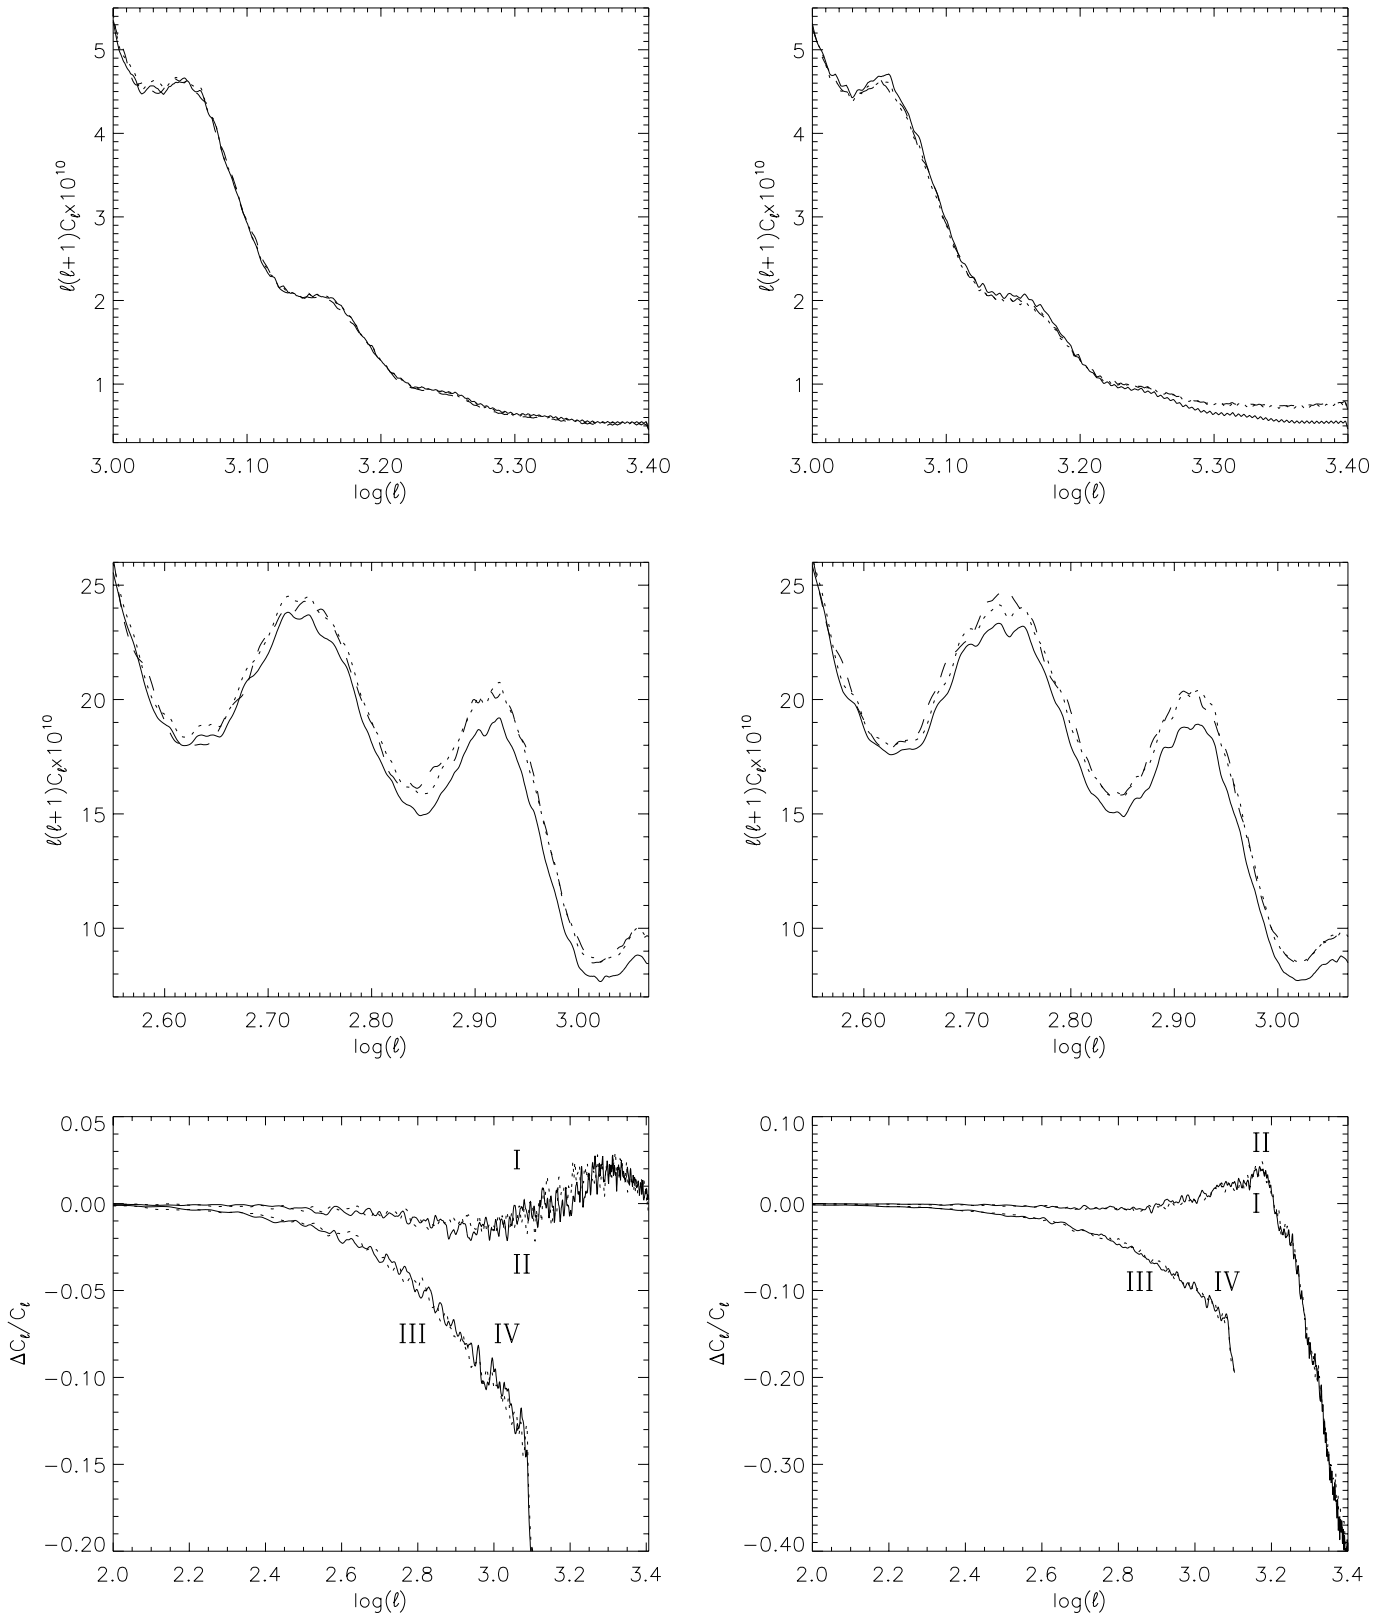 5
4
3
2
1
ℓ(ℓ+1)Cℓx10¹⁰
3.00 3.10 3.20 3.30 3.40
log(ℓ)
5
4
3
2
1
ℓ(ℓ+1)Cℓx10¹⁰
3.00 3.10 3.20 3.30 3.40
log(ℓ)
25
20
15
10
ℓ(ℓ+1)Cℓx10¹⁰
2.60 2.70 2.80 2.90 3.00
log(ℓ)
25
20
15
10
ℓ(ℓ+1)Cℓx10¹⁰
2.60 2.70 2.80 2.90 3.00
log(ℓ)
0.05
0.00
−0.05
−0.10
−0.15
−0.20
ΔCℓ/Cℓ
I
II
III IV
2.0 2.2 2.4 2.6 2.8 3.0 3.2 3.4
log(ℓ)
0.10
0.00
−0.10
−0.20
−0.30
−0.40
ΔCℓ/Cℓ
II
I
III IV
2.0 2.2 2.4 2.6 2.8 3.0 3.2 3.4
log(ℓ)